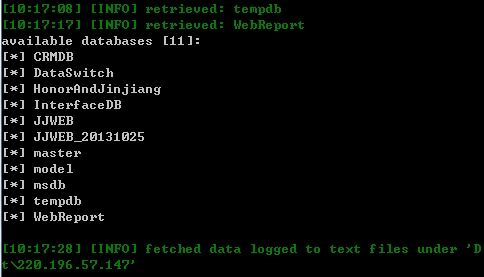 [10:17:08] [INFO] retrieved: tempdb
[10:17:17] [INFO] retrieved: WebReport
available databases [11]:
[*] CRMDB
[*] DataSwitch
[*] HonorAndJinjiang
[*] InterfaceDB
[*] JJWEB
[*] JJWEB_20131025
[*] master
[*] model
[*] msdb
[*] tempdb
[*] WebReport
[10:17:28] [INFO] fetched data logged to text files under 'D
t\220.196.57.147'